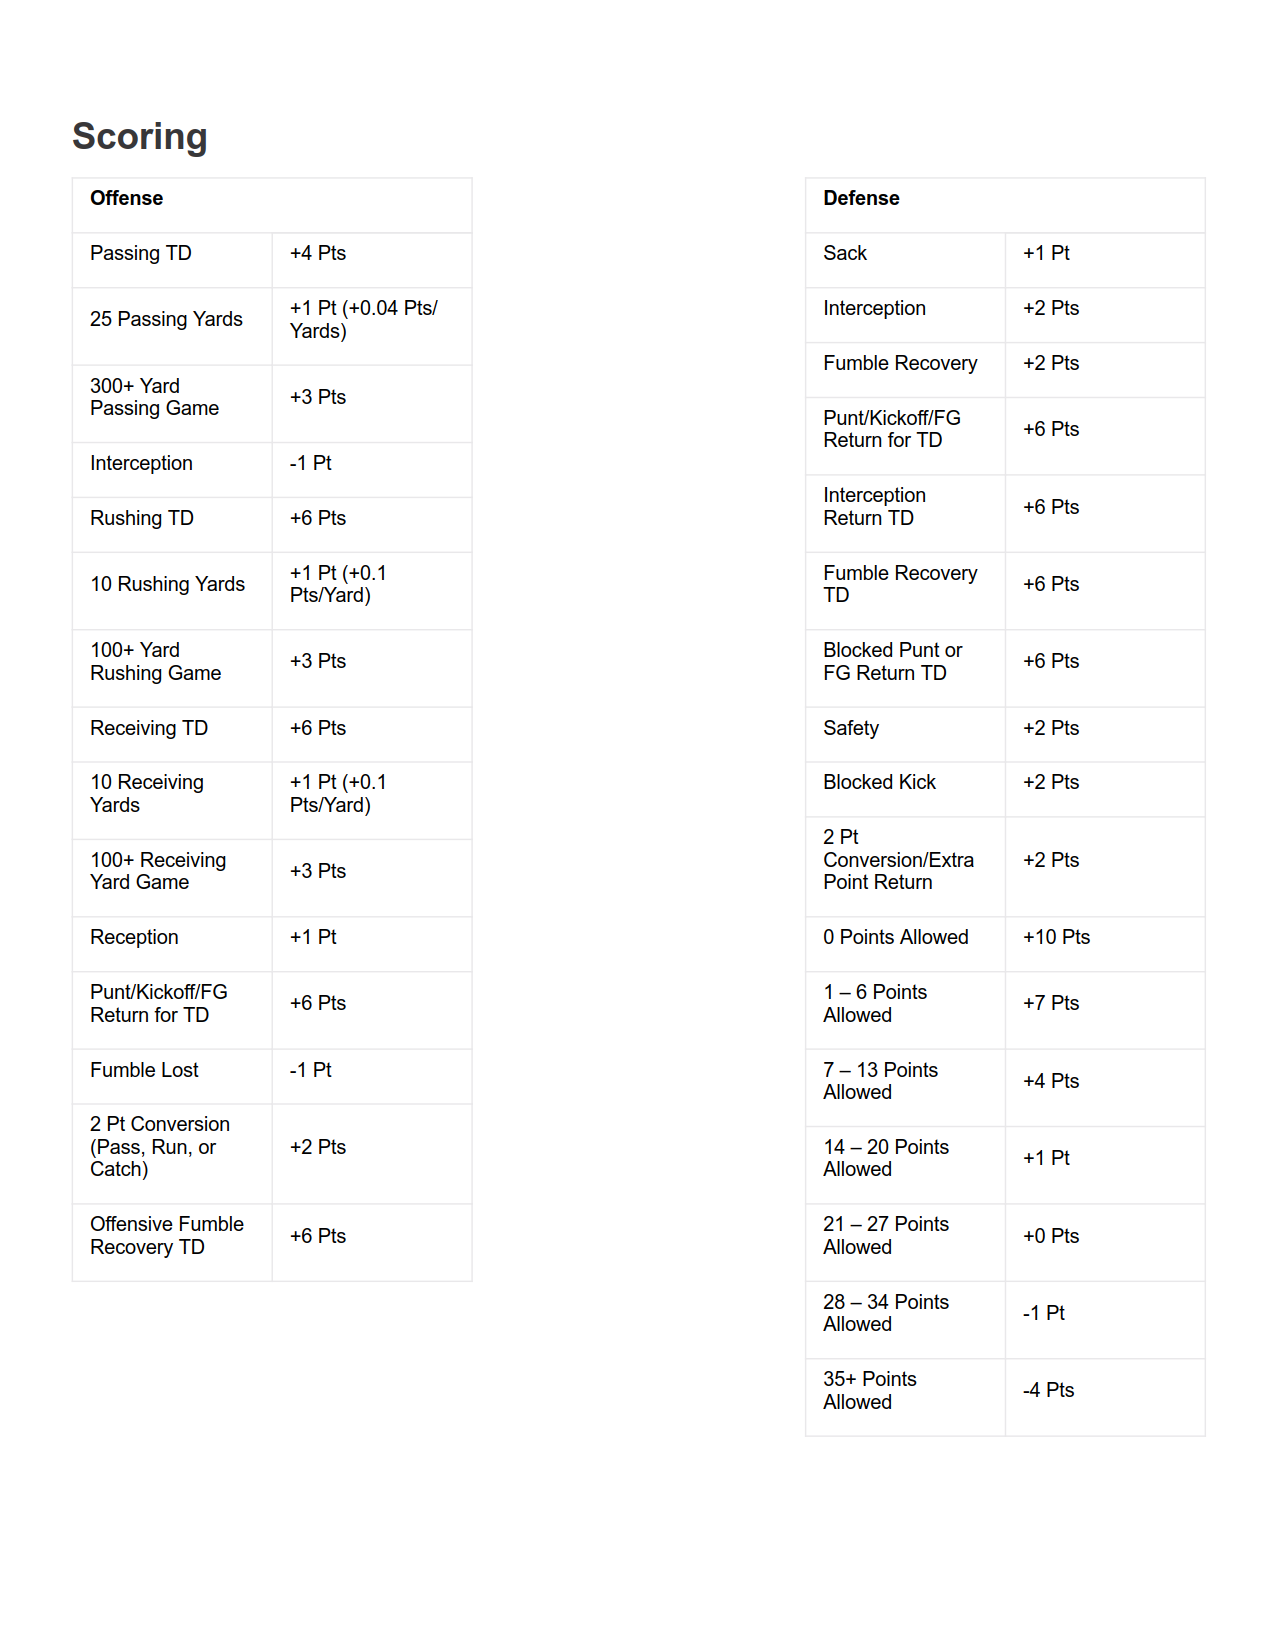 Scoring
Offense
Passing TD
+4 Pts
25 Passing Yards
+1 Pt (+0.04 Pts/
Yards)
300+ Yard
Passing Game
+3 Pts
Interception
-1 Pt
Rushing TD
+6 Pts
10 Rushing Yards
+1 Pt (+0.1
Pts/Yard)
100+ Yard
Rushing Game
+3 Pts
Receiving TD
+6 Pts
10 Receiving
Yards
+1 Pt (+0.1
Pts/Yard)
100+ Receiving
Yard Game
+3 Pts
Reception
+1 Pt
Punt/Kickoff/FG
Return for TD
+6 Pts
Fumble Lost
-1 Pt
2 Pt Conversion
(Pass, Run, or
Catch)
+2 Pts
Offensive Fumble
Recovery TD
+6 Pts
Defense
Sack
+1 Pt
Interception
+2 Pts
Fumble Recovery
+2 Pts
Punt/Kickoff/FG
Return for TD
+6 Pts
Interception
Return TD
+6 Pts
Fumble Recovery
TD
+6 Pts
Blocked Punt or
FG Return TD
+6 Pts
Safety
+2 Pts
Blocked Kick
+2 Pts
2 Pt
Conversion/Extra
Point Return
+2 Pts
0 Points Allowed
+10 Pts
1 – 6 Points
Allowed
+7 Pts
7 – 13 Points
Allowed
+4 Pts
14 – 20 Points
Allowed
+1 Pt
21 – 27 Points
Allowed
+0 Pts
28 – 34 Points
Allowed
-1 Pt
35+ Points
Allowed
-4 Pts